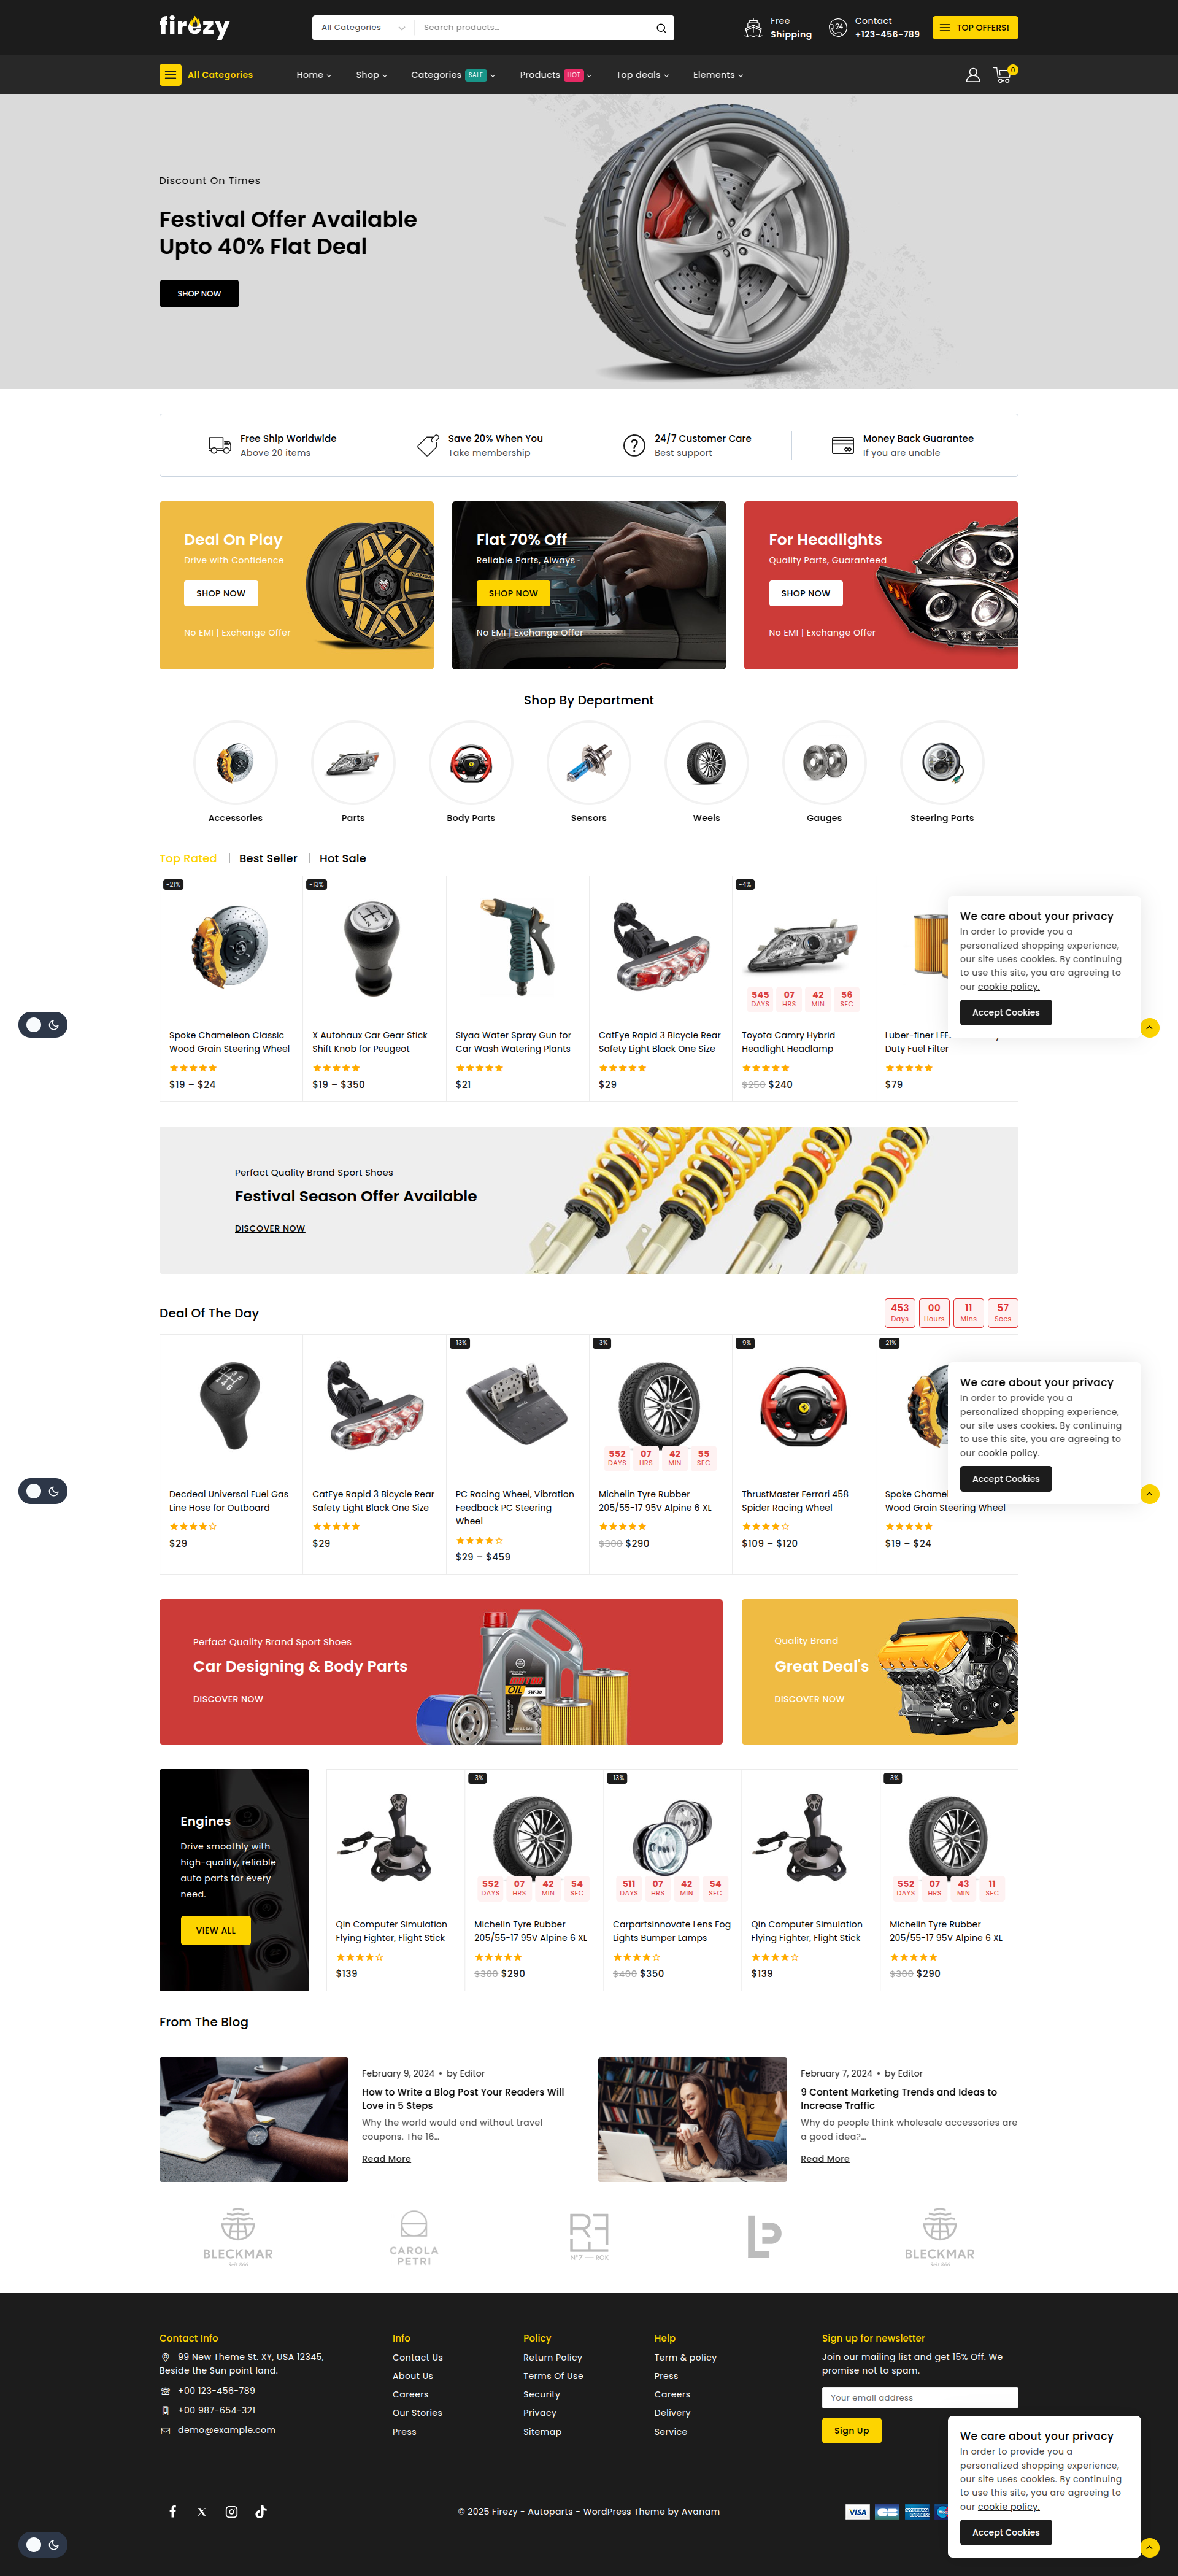 firezy
All Categories
Search products...
Free
Shipping
24
Contact
+123-456-789
TOP OFFERS!
All Categories
Home
Shop
Categories SALE
Products HOT
Top deals
Elements
0
Discount On Times
Festival Offer Available
Upto 40% Flat Deal
SHOP NOW
Free Ship Worldwide
Above 20 items
Save 20% When You
Take membership
24/7 Customer Care
Best support
Money Back Guarantee
If you are unable
Deal On Play
Drive with Confidence
SHOP NOW
No EMI | Exchange Offer
Flat 70% Off
Reliable Parts, Always
SHOP NOW
No EMI | Exchange Offer
For Headlights
Quality Parts, Guaranteed
SHOP NOW
No EMI | Exchange Offer
Shop By Department
Accessories
Parts
Body Parts
Sensors
Weels
Gauges
Steering Parts
Top Rated
Best Seller
Hot Sale
-21%
Spoke Chameleon Classic
Wood Grain Steering Wheel
$19 – $24
-13%
X Autohaux Car Gear Stick
Shift Knob for Peugeot
$19 – $350
Siyaa Water Spray Gun for
Car Wash Watering Plants
$21
CatEye Rapid 3 Bicycle Rear
Safety Light Black One Size
$29
-4%
545 DAYS
07 HRS
42 MIN
56 SEC
Toyota Camry Hybrid
Headlight Headlamp
$250 $240
Duty Fuel Filter
$79
We care about your privacy
In order to provide you a
personalized shopping experience,
our site uses cookies. By continuing
to use this site, you are agreeing to
our cookie policy.
Accept Cookies
Perfact Quality Brand Sport Shoes
Festival Season Offer Available
DISCOVER NOW
Deal Of The Day
453 Days
00 Hours
11 Mins
57 Secs
Decdeal Universal Fuel Gas
Line Hose for Outboard
$29
CatEye Rapid 3 Bicycle Rear
Safety Light Black One Size
$29
-13%
PC Racing Wheel, Vibration
Feedback PC Steering
Wheel
$29 – $459
-3%
552 DAYS
07 HRS
42 MIN
55 SEC
Michelin Tyre Rubber
205/55-17 95V Alpine 6 XL
$300 $290
-9%
ThrustMaster Ferrari 458
Spider Racing Wheel
$109 – $120
-21%
Spoke
Wood Grain Steering Wheel
$19 – $24
We care about your privacy
In order to provide you a
personalized shopping experience,
our site uses cookies. By continuing
to use this site, you are agreeing to
our cookie policy.
Accept Cookies
Perfact Quality Brand Sport Shoes
Car Designing & Body Parts
DISCOVER NOW
MOTOR
OIL 5W-30
Quality Brand
Great Deal's
DISCOVER NOW
Engines
Drive smoothly with
high-quality, reliable
auto parts for every
need.
VIEW ALL
Qin Computer Simulation
Flying Fighter, Flight Stick
$139
-3%
552 DAYS
07 HRS
42 MIN
54 SEC
Michelin Tyre Rubber
205/55-17 95V Alpine 6 XL
$300 $290
-13%
511 DAYS
07 HRS
42 MIN
54 SEC
Carpartsinnovate Lens Fog
Lights Bumper Lamps
$400 $350
Qin Computer Simulation
Flying Fighter, Flight Stick
$139
-3%
552 DAYS
07 HRS
43 MIN
11 SEC
Michelin Tyre Rubber
205/55-17 95V Alpine 6 XL
$300 $290
From The Blog
February 9, 2024 • by Editor
How to Write a Blog Post Your Readers Will
Love in 5 Steps
Why the world would end without travel
coupons. The 16...
Read More
February 7, 2024 • by Editor
9 Content Marketing Trends and Ideas to
Increase Traffic
Why do people think wholesale accessories are
a good idea?...
Read More
BLECKMAR
CAROLA
PETRI
N°7 — BOK
BLECKMAR
Contact Info
99 New Theme St. XY, USA 12345,
Beside the Sun point land.
+00 123-456-789
+00 987-654-321
demo@example.com
Info
Contact Us
About Us
Careers
Our Stories
Press
Policy
Return Policy
Terms Of Use
Security
Privacy
Sitemap
Help
Term & policy
Press
Careers
Delivery
Service
Sign up for newsletter
Join our mailing list and get 15% Off. We
promise not to spam.
Your email address
Sign Up
We care about your privacy
In order to provide you a
personalized shopping experience,
our site uses cookies. By continuing
to use this site, you are agreeing to
our cookie policy.
Accept Cookies
© 2025 Firezy - Autoparts - WordPress Theme by Avanam
VISA